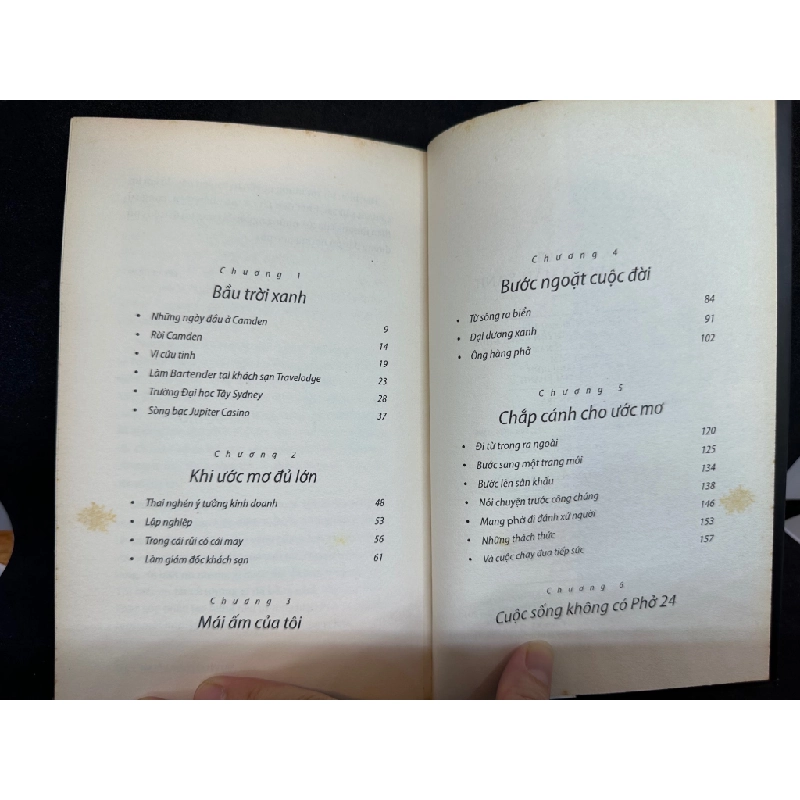 Chương 1
Bầu trời xanh
• Những ngày đầu ở Camden 9
• Rời Camden 14
• Vị cứu tinh 19
• Làm Bartender tại khách sạn Travelodge 23
• Trường Đại học Tây Sydney 28
• Sòng bạc Jupiter Casino 37
Chương 2
Khi ước mơ đủ lớn
• Thai nghén ý tưởng kinh doanh 46
• Lập nghiệp 53
• Trong cái rủi có cái may 56
• Làm giám đốc khách sạn 61
Chương 3
Mái ấm của tôi
Chương 4
Bước ngoặt cuộc đời
• Từ sông ra biển 84
• Đại dương xanh 91
• Ông hàng phở 102
Chương 5
Chắp cánh cho ước mơ
• Đi từ trong ra ngoài 120
• Bước sang một trang mới 125
• Bước lên sân khấu 134
• Nói chuyện trước công chúng 138
• Mang phở đi đánh xứ người 146
• Những thách thức 153
• Và cuộc chạy đua tiếp sức 157
Chương 6
Cuộc sống không có Phở 24